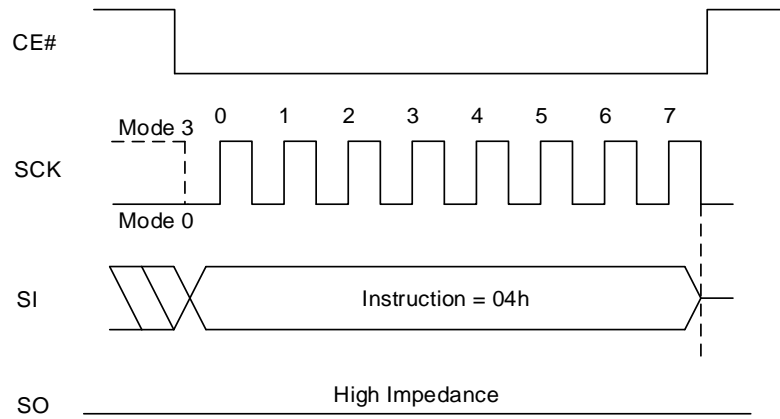 CE#
Mode 3
0 1 2 3 4 5 6 7
SCK
Mode 0
SI
Instruction = 04h
SO
High Impedance